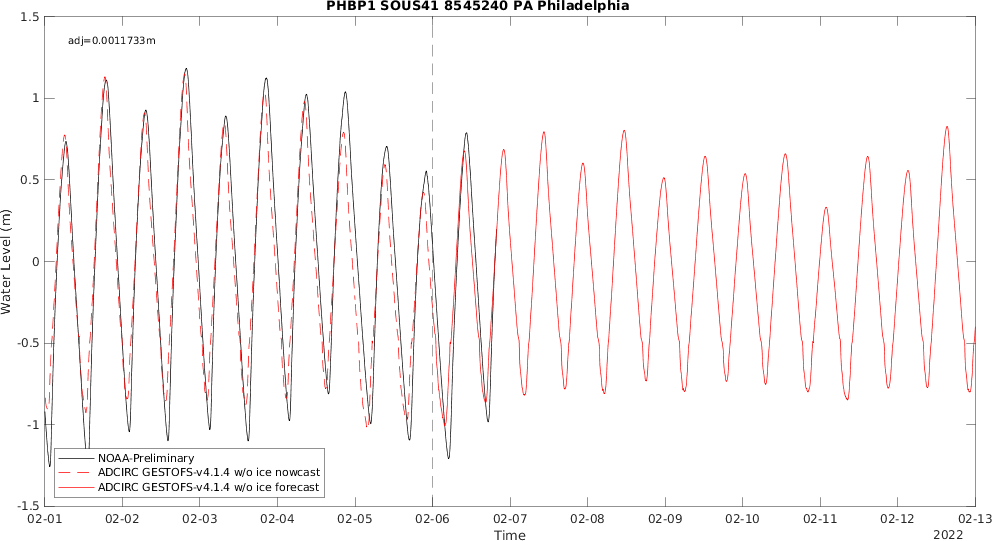 PHBP1 SOUS41 8545240 PA Philadelphia
adj=0.0011733m
1.5
1
0.5
0
-0.5
-1
-1.5
Water Level (m)
NOAA-Preliminary
ADCIRC GESTOFS-v4.1.4 w/o ice nowcast
ADCIRC GESTOFS-v4.1.4 w/o ice forecast
02-01 02-02 02-03 02-04 02-05 02-06 02-07 02-08 02-09 02-10 02-11 02-12 02-13
Time
2022